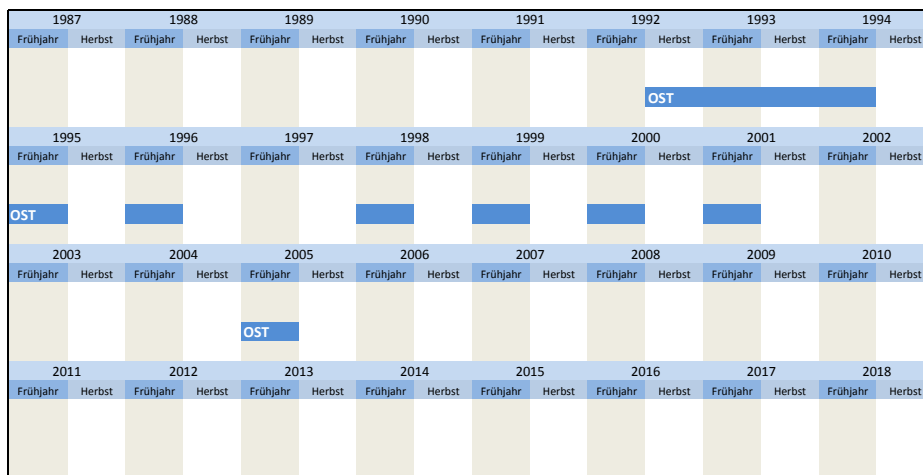 1987 1988 1989 1990 1991 1992 1993 1994
Frühjahr Herbst Frühjahr Herbst Frühjahr Herbst Frühjahr Herbst Frühjahr Herbst Frühjahr Herbst Frühjahr Herbst Frühjahr Herbst
OST
1995 1996 1997 1998 1999 2000 2001 2002
Frühjahr Herbst Frühjahr Herbst Frühjahr Herbst Frühjahr Herbst Frühjahr Herbst Frühjahr Herbst Frühjahr Herbst Frühjahr Herbst
OST
2003 2004 2005 2006 2007 2008 2009 2010
Frühjahr Herbst Frühjahr Herbst Frühjahr Herbst Frühjahr Herbst Frühjahr Herbst Frühjahr Herbst Frühjahr Herbst Frühjahr Herbst
OST
2011 2012 2013 2014 2015 2016 2017 2018
Frühjahr Herbst Frühjahr Herbst Frühjahr Herbst Frühjahr Herbst Frühjahr Herbst Frühjahr Herbst Frühjahr Herbst Frühjahr Herbst